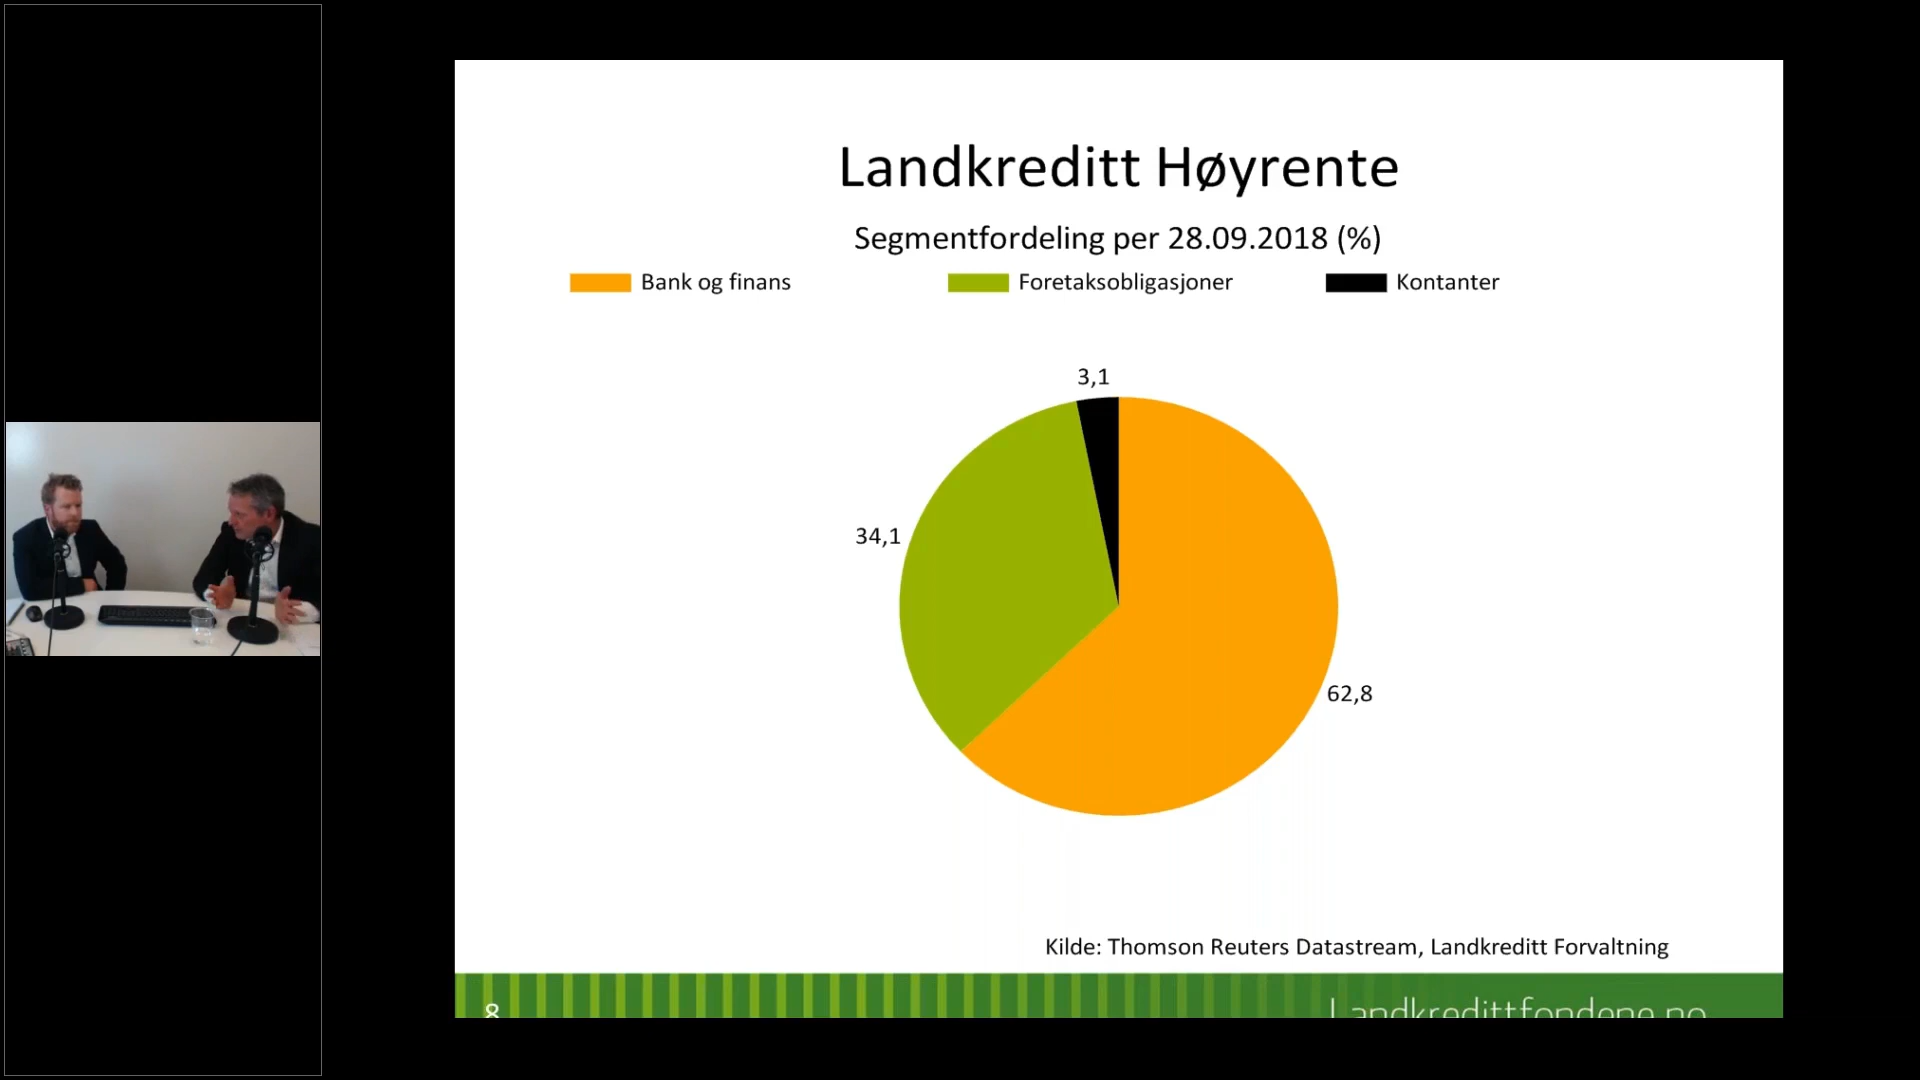 Landkreditt Høyrente
Segmentfordeling per 28.09.2018 (%)
Bank og finans Foretaksobligasjoner Kontanter
3,1
34,1
62,8
Kilde: Thomson Reuters Datastream, Landkreditt Forvaltning
8 Landkredittfondene.no